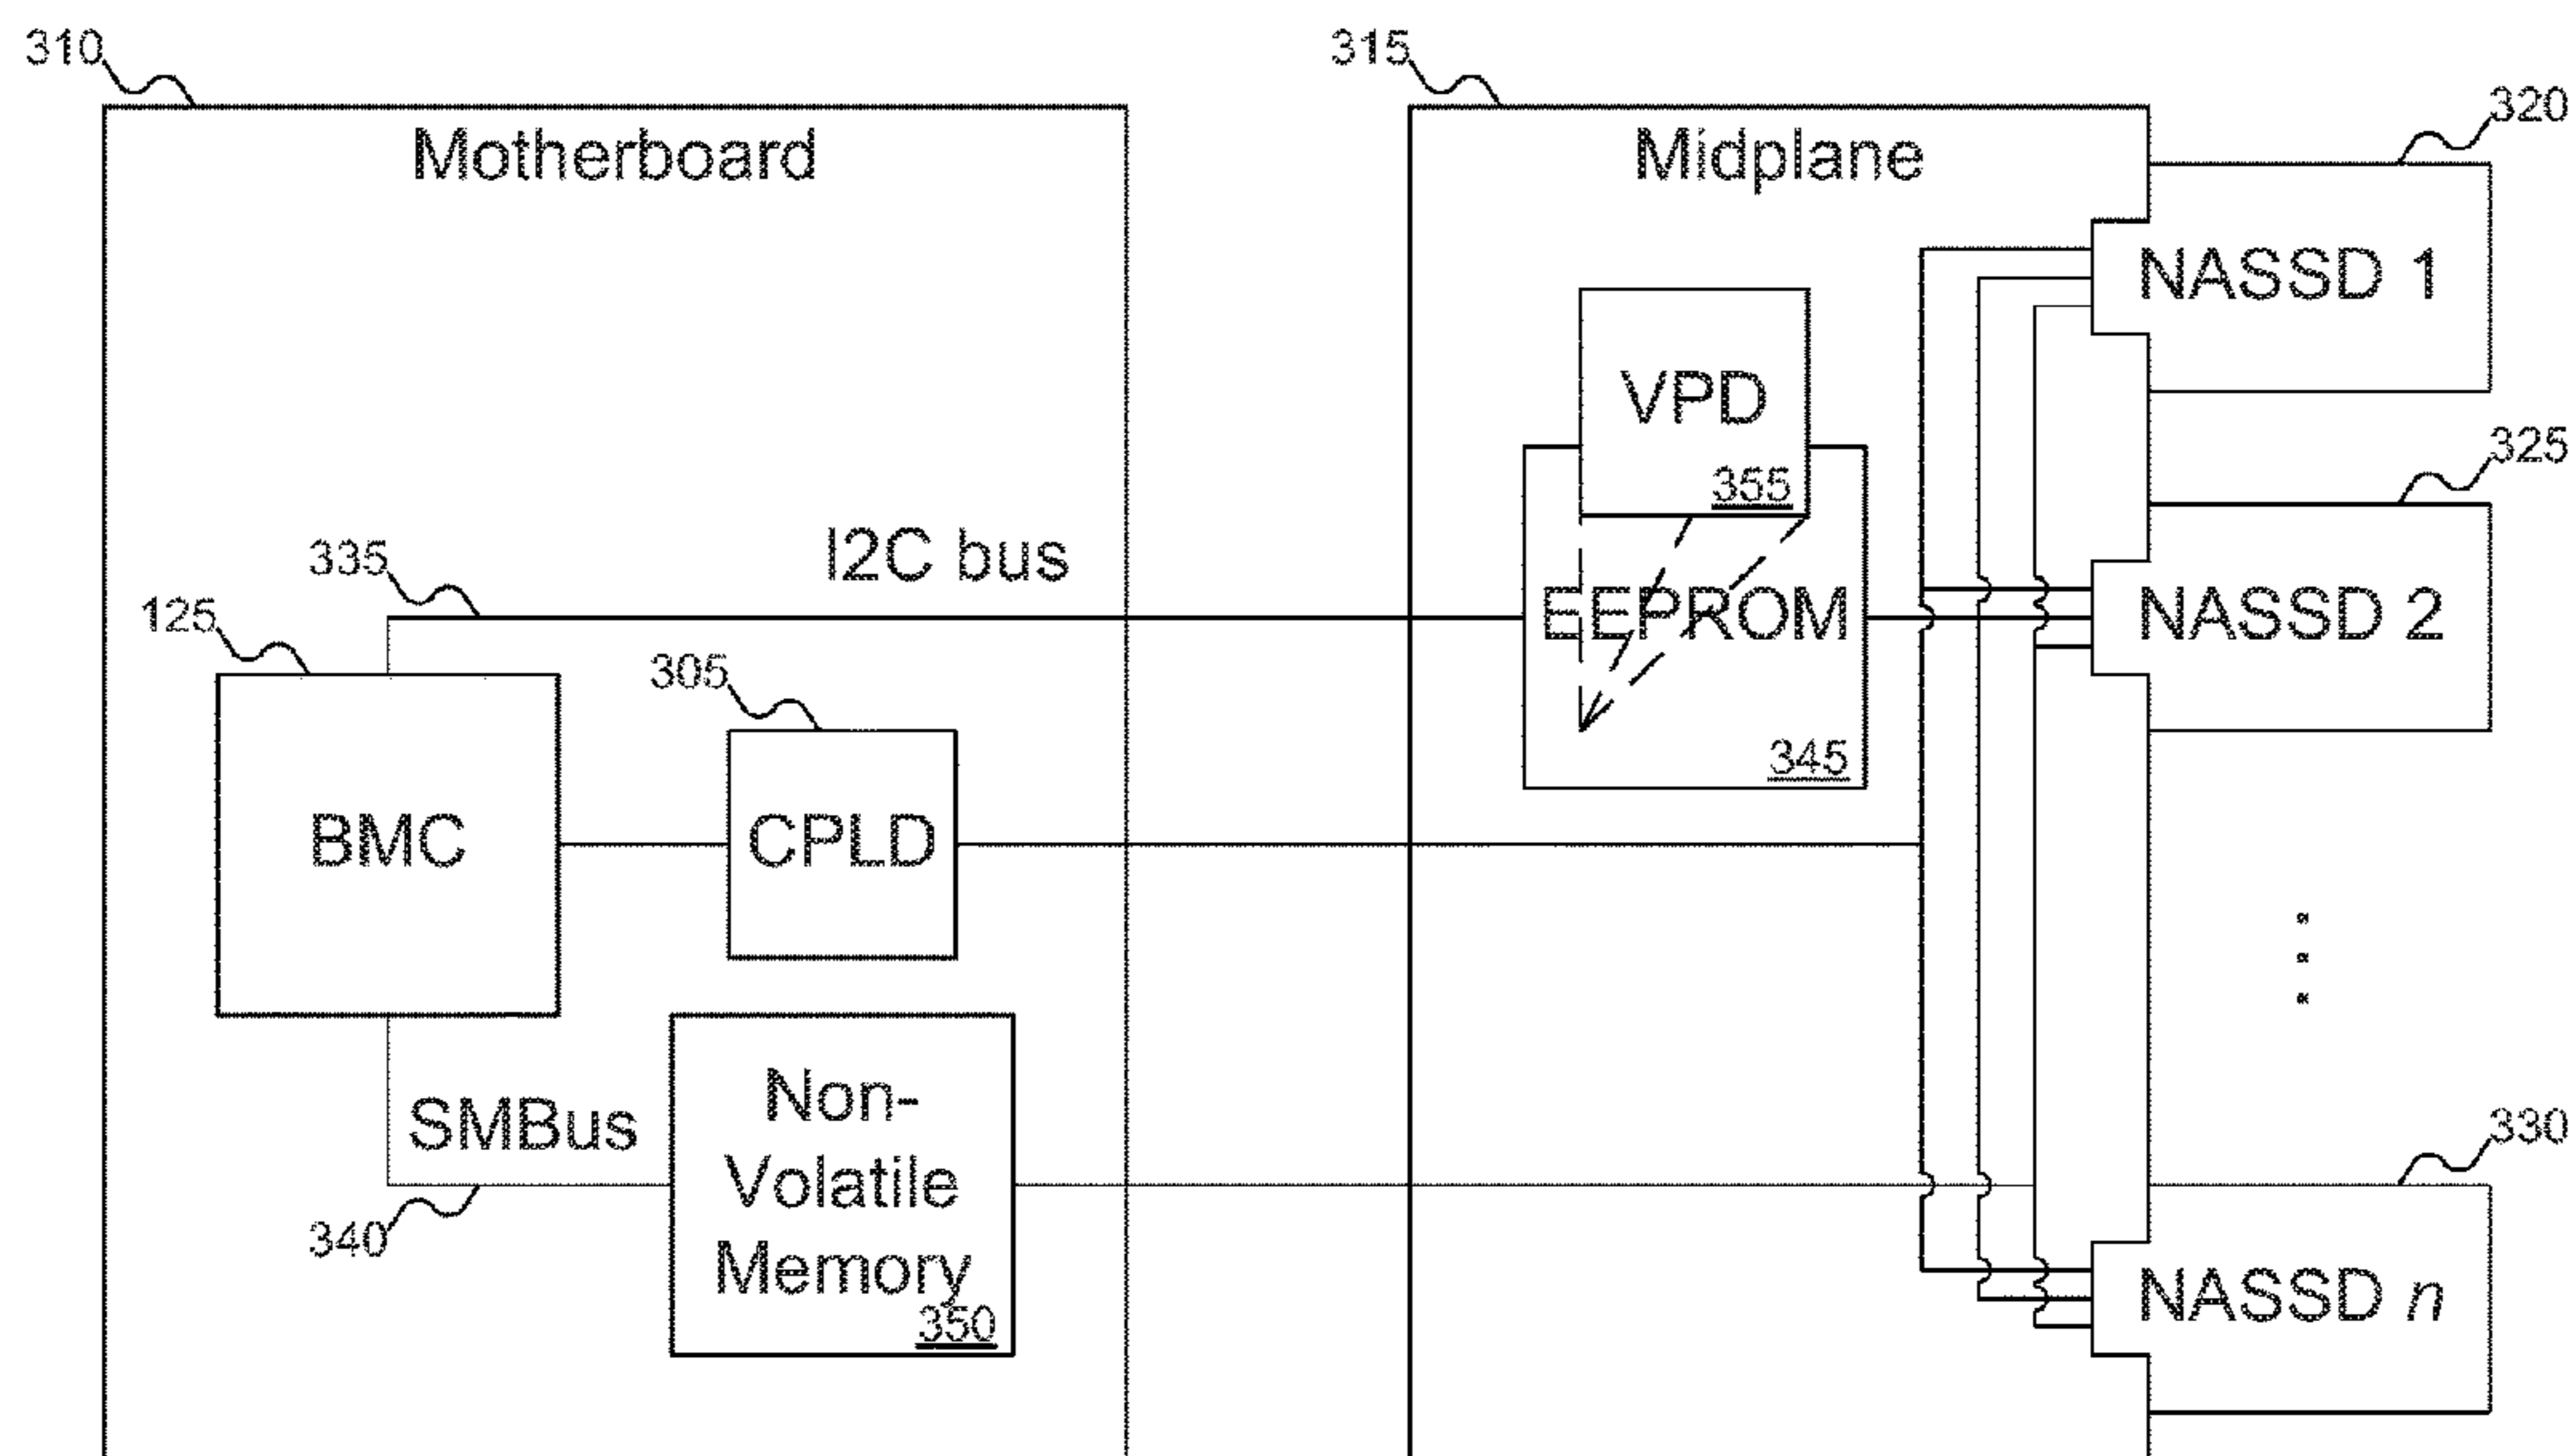 310
315
320
Motherboard
Midplane
NASSD 1
VPD
355
325
I2C bus
335
125
EEPROM
345
NASSD 2
305
BMC
CPLD
SMBus
340
Non-
Volatile
Memory
350
330
NASSD n